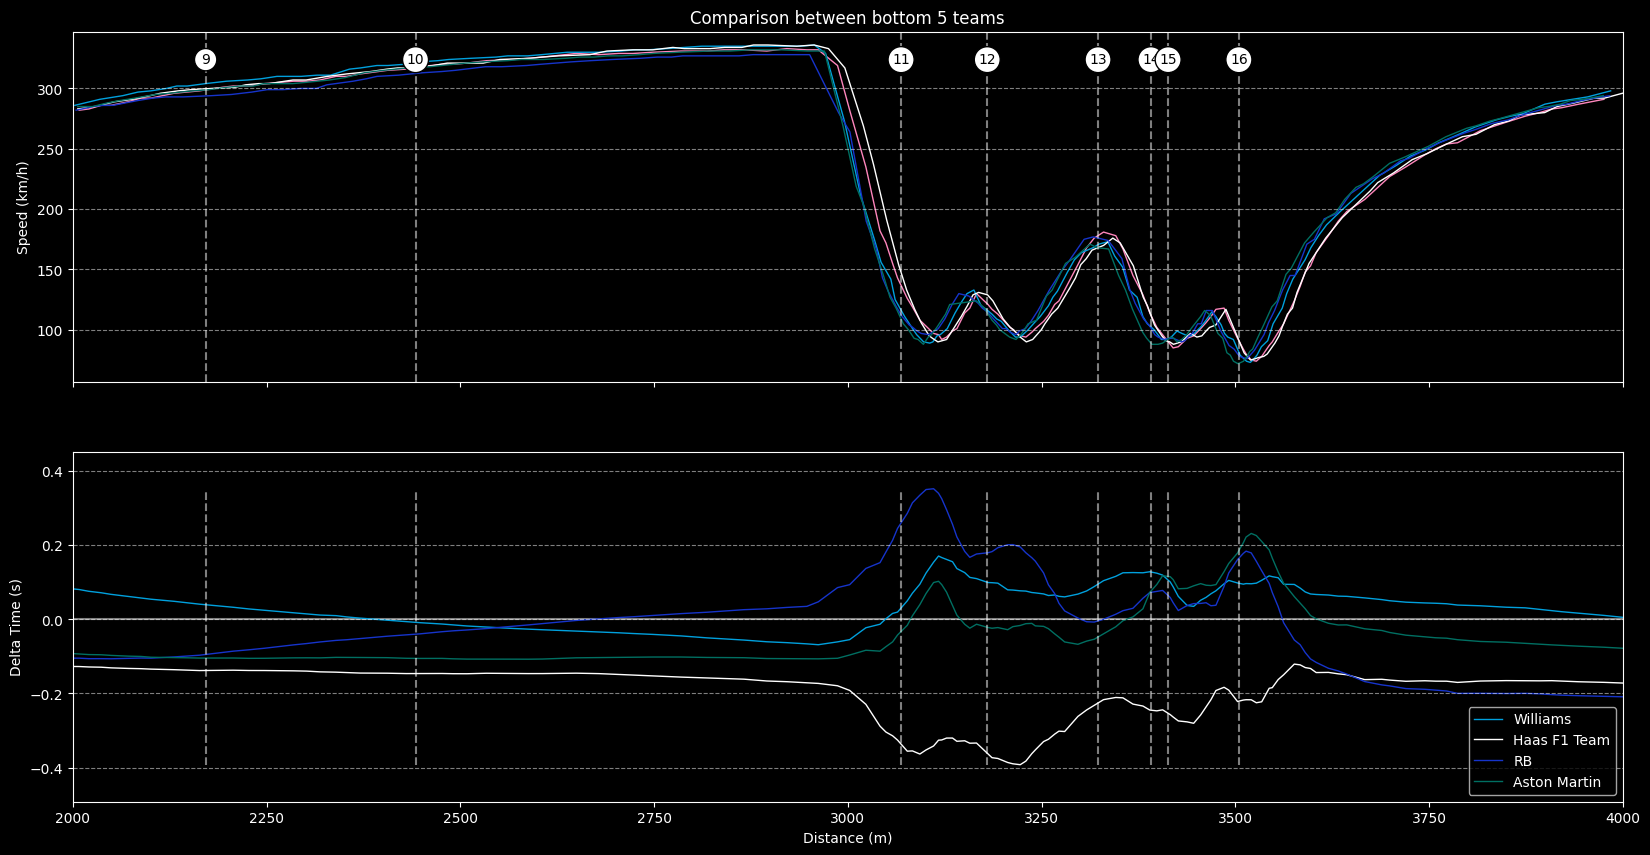 Comparison between bottom 5 teams
9 10 11 12 13 14 15 16
300
250
200
150
100
Speed (km/h)
0.4
0.2
0.0
−0.2
−0.4
Delta Time (s)
Williams
Haas F1 Team
RB
Aston Martin
2000 2250 2500 2750 3000 3250 3500 3750 4000
Distance (m)